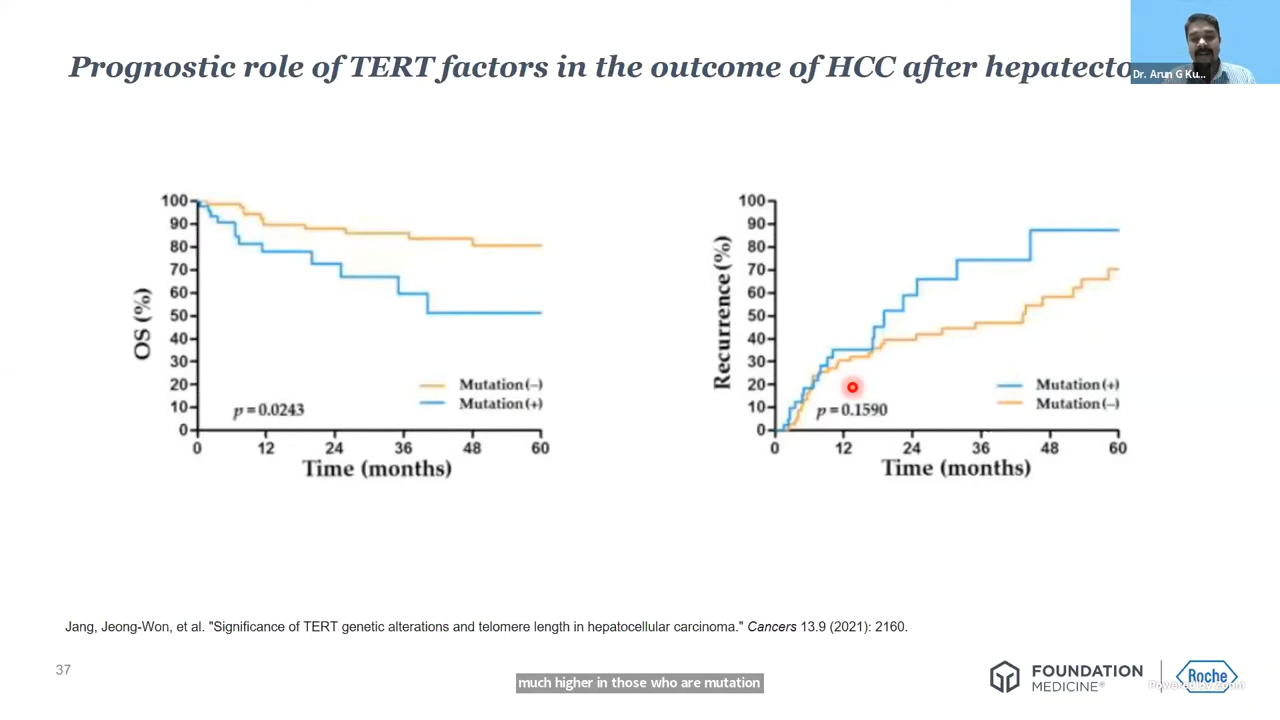 Prognostic role of TERT factors in the outcome of HCC after hepatecto
Dr. Arun G Ku...
100
90
80
70
60
50
40
30
20
10
0
OS (%)
Mutation(–)
Mutation(+)
p = 0.0243
0 12 24 36 48 60
Time (months)
100
90
80
70
60
50
40
30
20
10
0
Recurrence (%)
Mutation(+)
Mutation(–)
p = 0.1590
0 12 24 36 48 60
Time (months)
Jang, Jeong-Won, et al. "Significance of TERT genetic alterations and telomere length in hepatocellular carcinoma." Cancers 13.9 (2021): 2160.
37
much higher in those who are mutation
FOUNDATION
MEDICINE®
Roche
Powered by Zoom